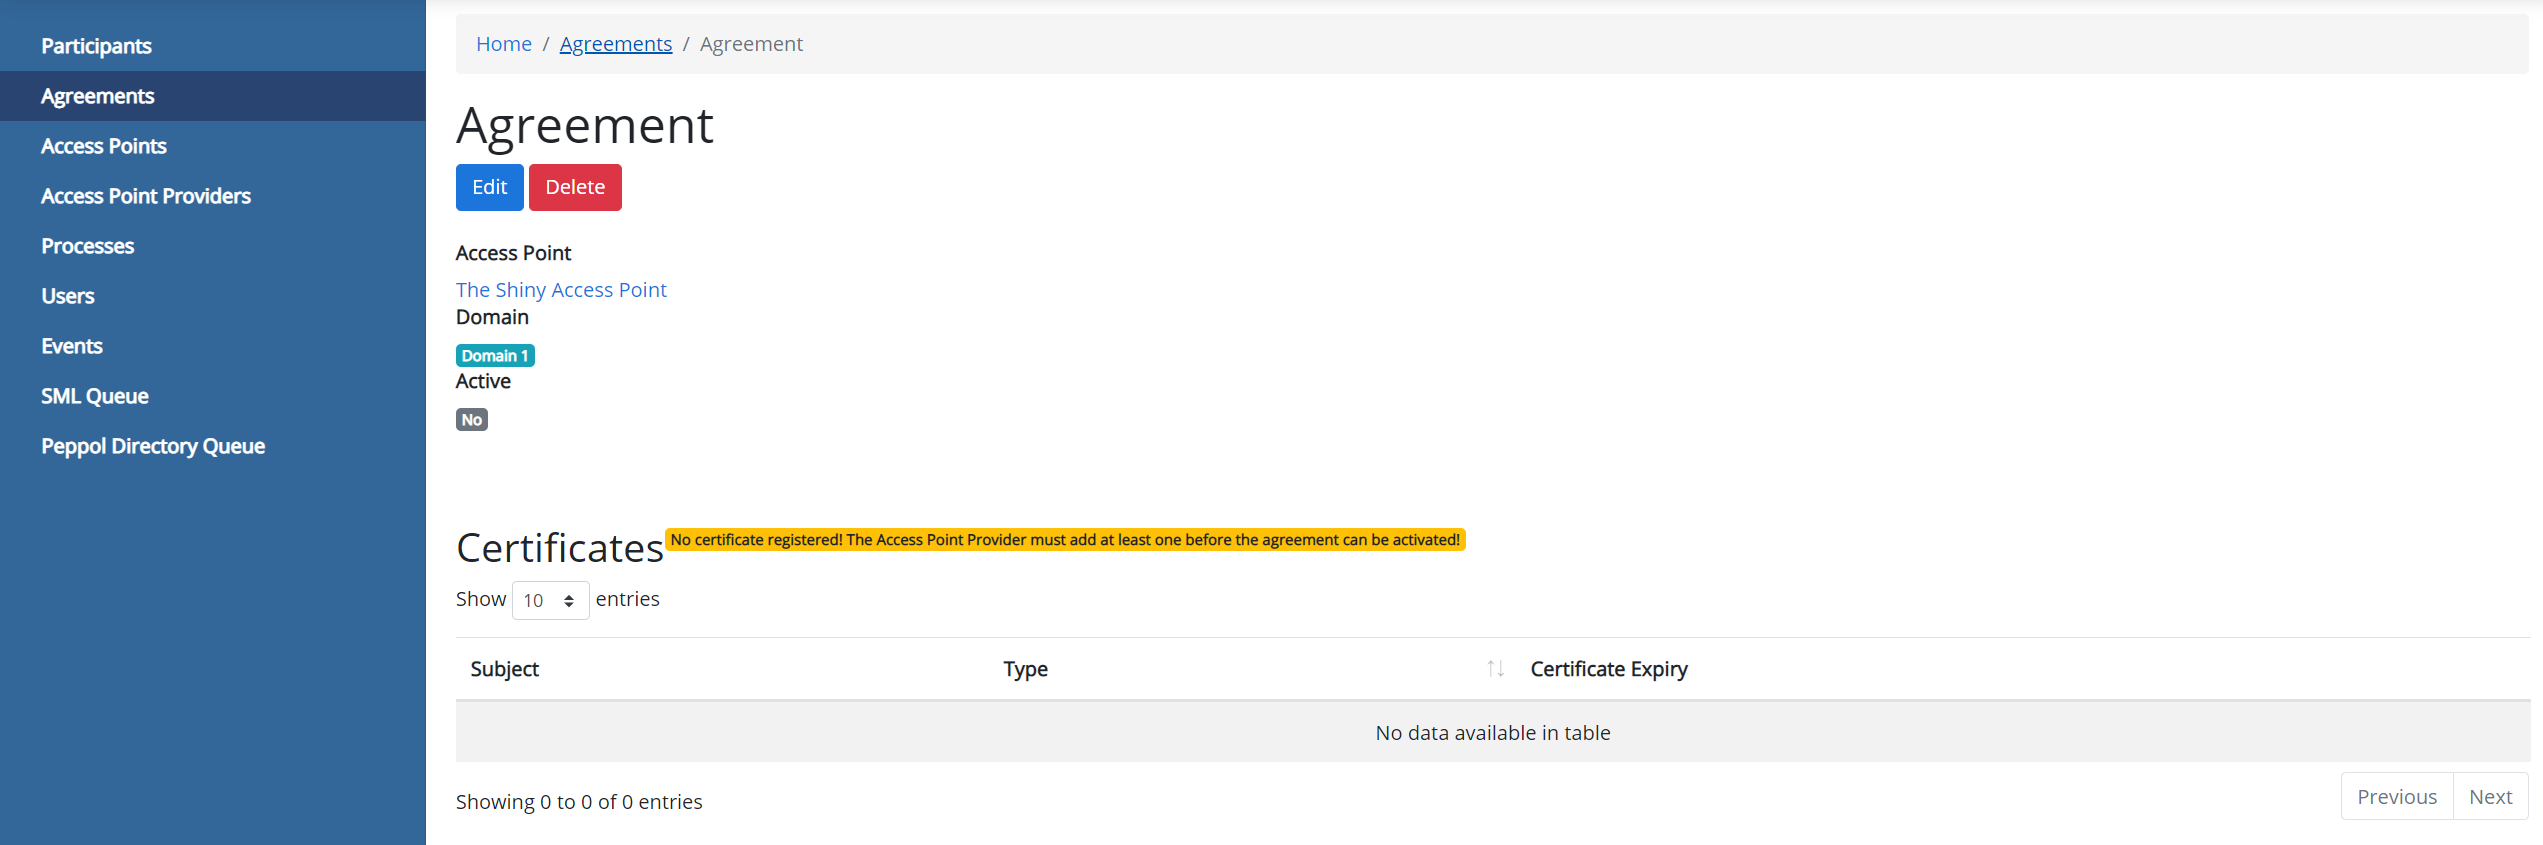 Participants
Agreements
Access Points
Access Point Providers
Processes
Users
Events
SML Queue
Peppol Directory Queue
Home / Agreements / Agreement
Agreement
Edit Delete
Access Point
The Shiny Access Point
Domain
Domain 1
Active
No
Certificates No certificate registered! The Access Point Provider must add at least one before the agreement can be activated!
Show 10 entries
Subject Type Certificate Expiry
No data available in table
Showing 0 to 0 of 0 entries
Previous Next